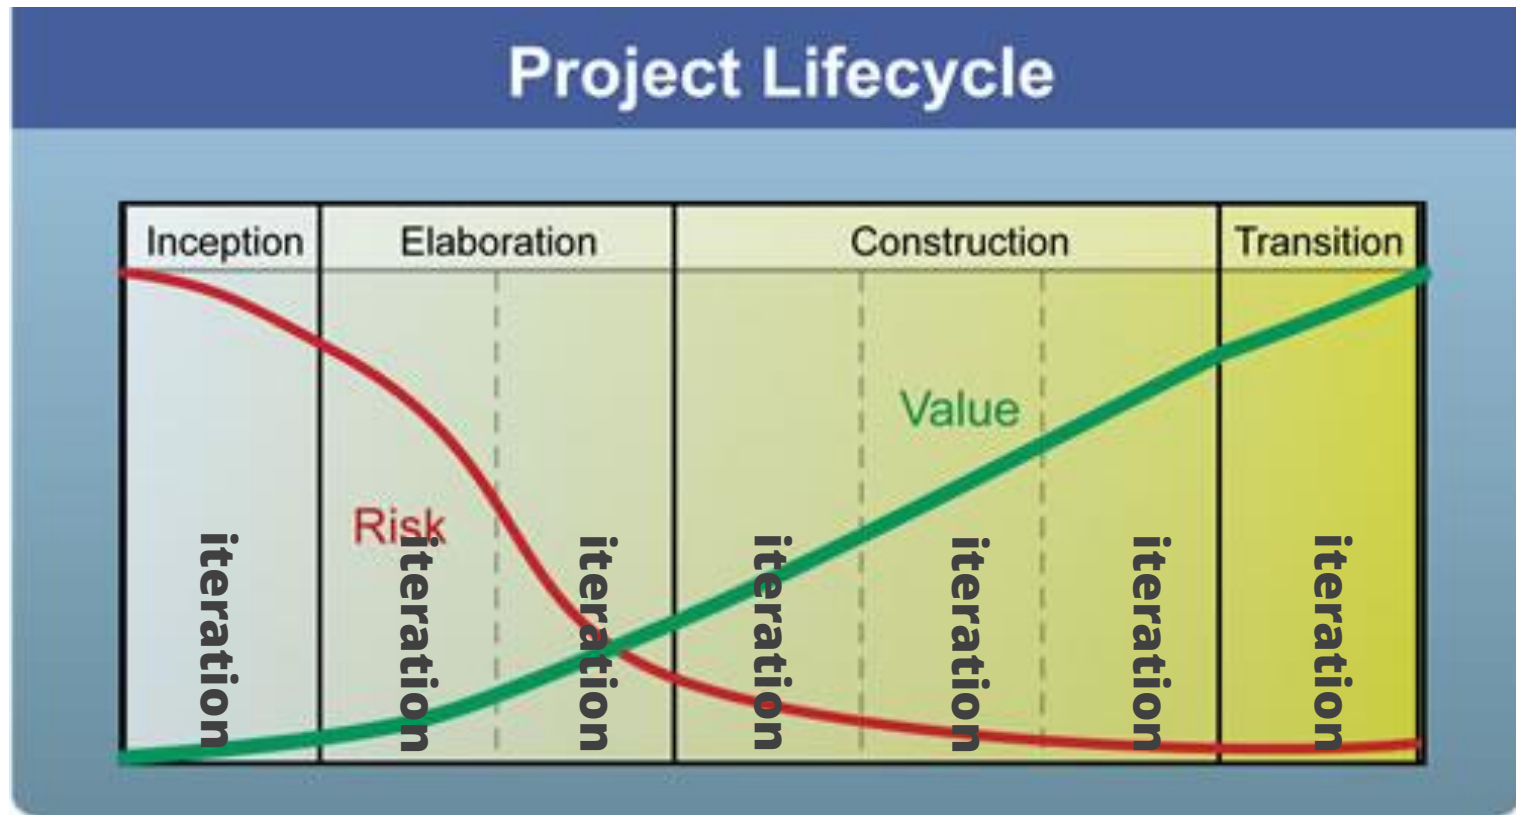 Project Lifecycle
Inception
Elaboration
Construction
Transition
Value
Risk
iteration
iteration
iteration
iteration
iteration
iteration
iteration